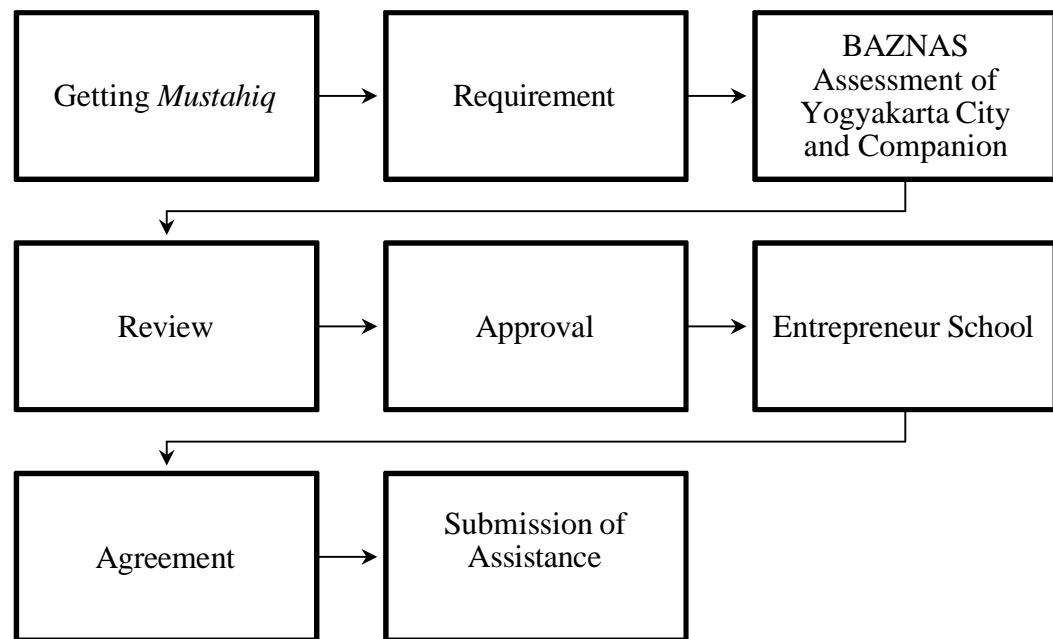 Getting Mustahiq
Requirement
BAZNAS
Assessment of
Yogyakarta City
and Companion
Review
Approval
Entrepreneur School
Agreement
Submission of
Assistance